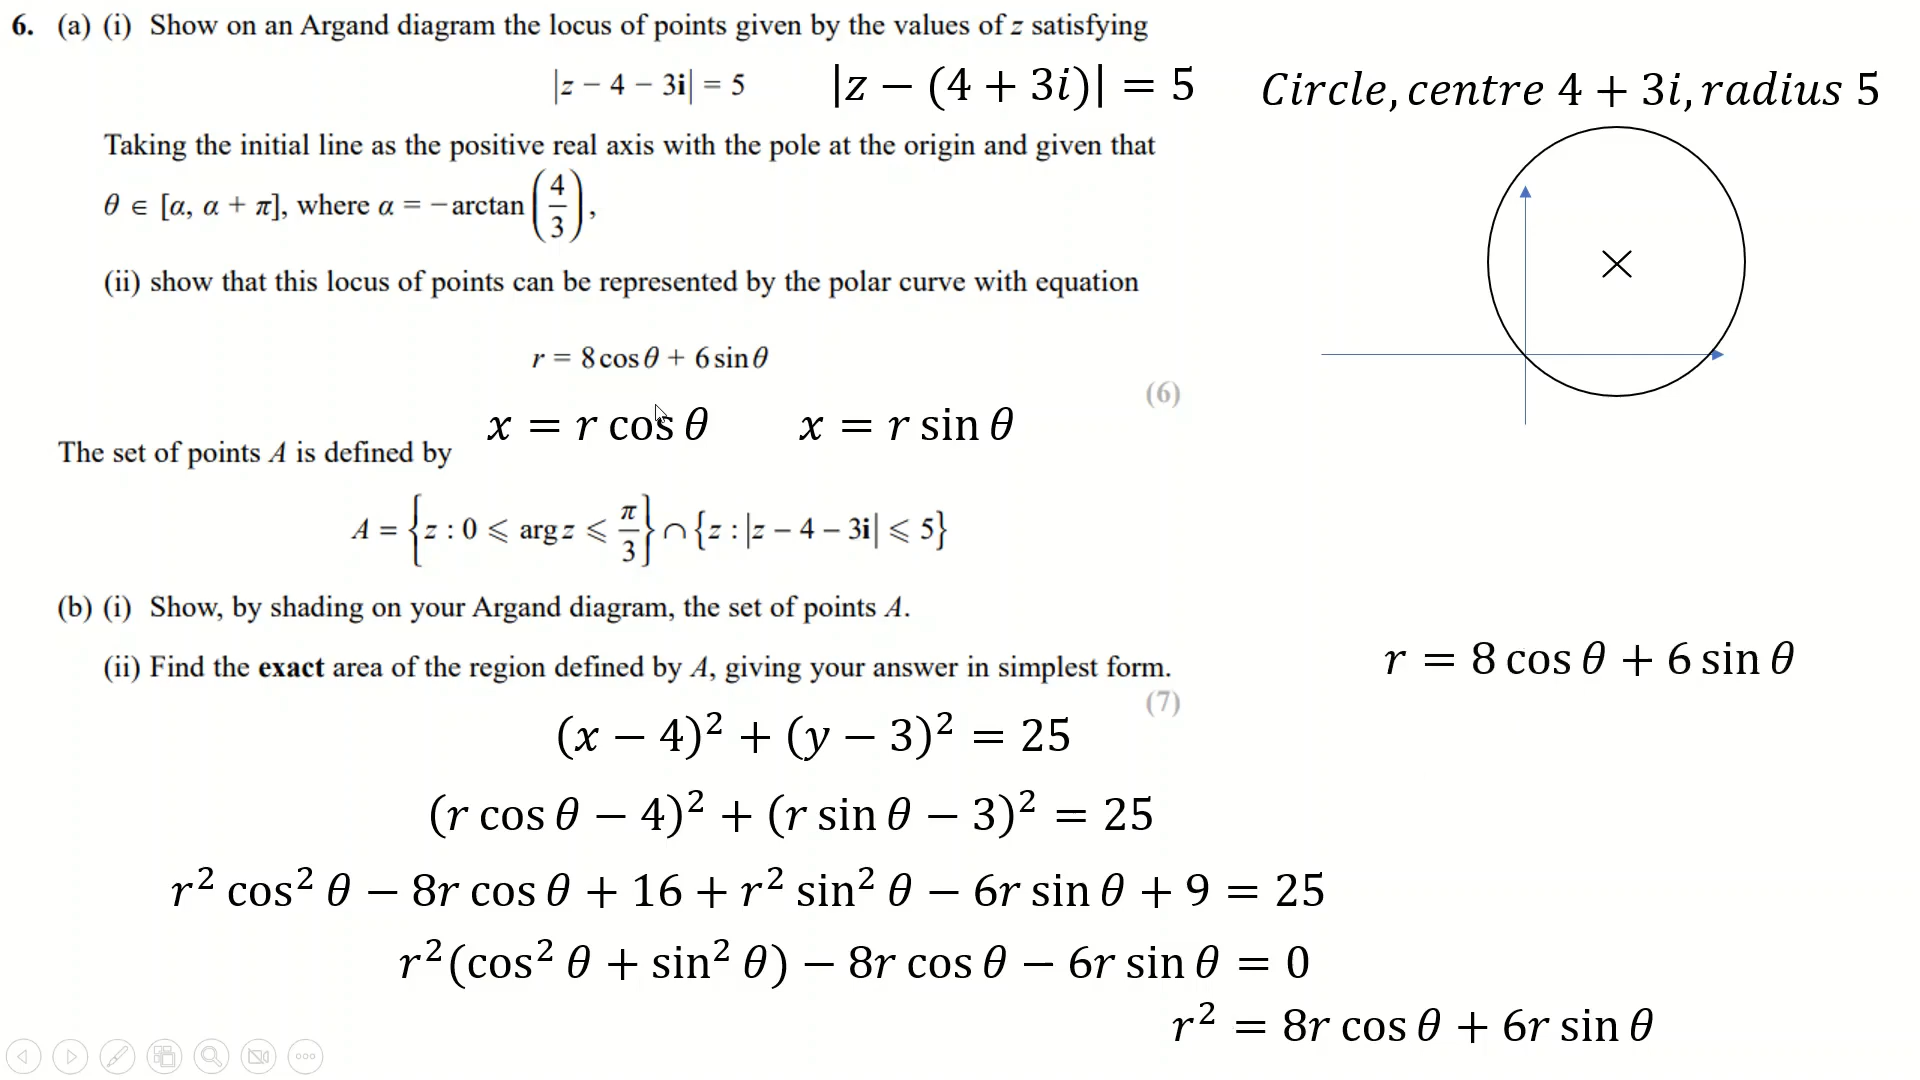 6. (a) (i) Show on an Argand diagram the locus of points given by the values of z satisfying
|z − 4 − 3i| = 5 |z − (4 + 3i)| = 5 Circle, centre 4 + 3i, radius 5
Taking the initial line as the positive real axis with the pole at the origin and given that
θ ∈ [α, α + π], where α = −arctan(4/3),
(ii) show that this locus of points can be represented by the polar curve with equation
r = 8 cos θ + 6 sin θ
(6)
x = r cos θ x = r sin θ
The set of points A is defined by
A = {z : 0 ⩽ arg z ⩽ π/3} ∩ {z : |z − 4 − 3i| ⩽ 5}
(b) (i) Show, by shading on your Argand diagram, the set of points A.
(ii) Find the exact area of the region defined by A, giving your answer in simplest form.
(7)
r = 8 cos θ + 6 sin θ
(x − 4)² + (y − 3)² = 25
(r cos θ − 4)² + (r sin θ − 3)² = 25
r² cos² θ − 8r cos θ + 16 + r² sin² θ − 6r sin θ + 9 = 25
r²(cos² θ + sin² θ) − 8r cos θ − 6r sin θ = 0
r² = 8r cos θ + 6r sin θ